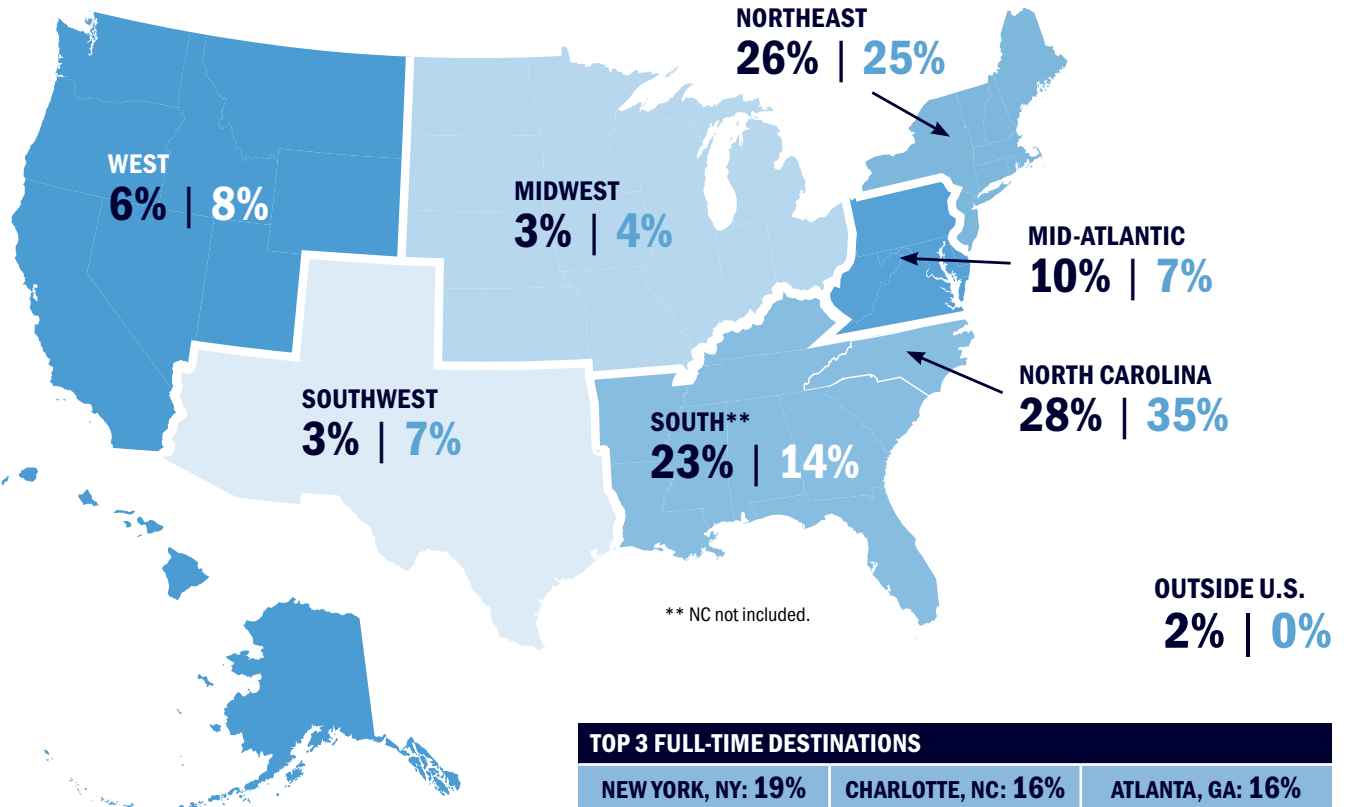 NORTHEAST
26% | 25%
WEST
6% | 8%
MIDWEST
3% | 4%
MID-ATLANTIC
10% | 7%
NORTH CAROLINA
28% | 35%
SOUTHWEST
3% | 7%
SOUTH**
23% | 14%
** NC not included.
OUTSIDE U.S.
2% | 0%
TOP 3 FULL-TIME DESTINATIONS
NEW YORK, NY: 19%
CHARLOTTE, NC: 16%
ATLANTA, GA: 16%